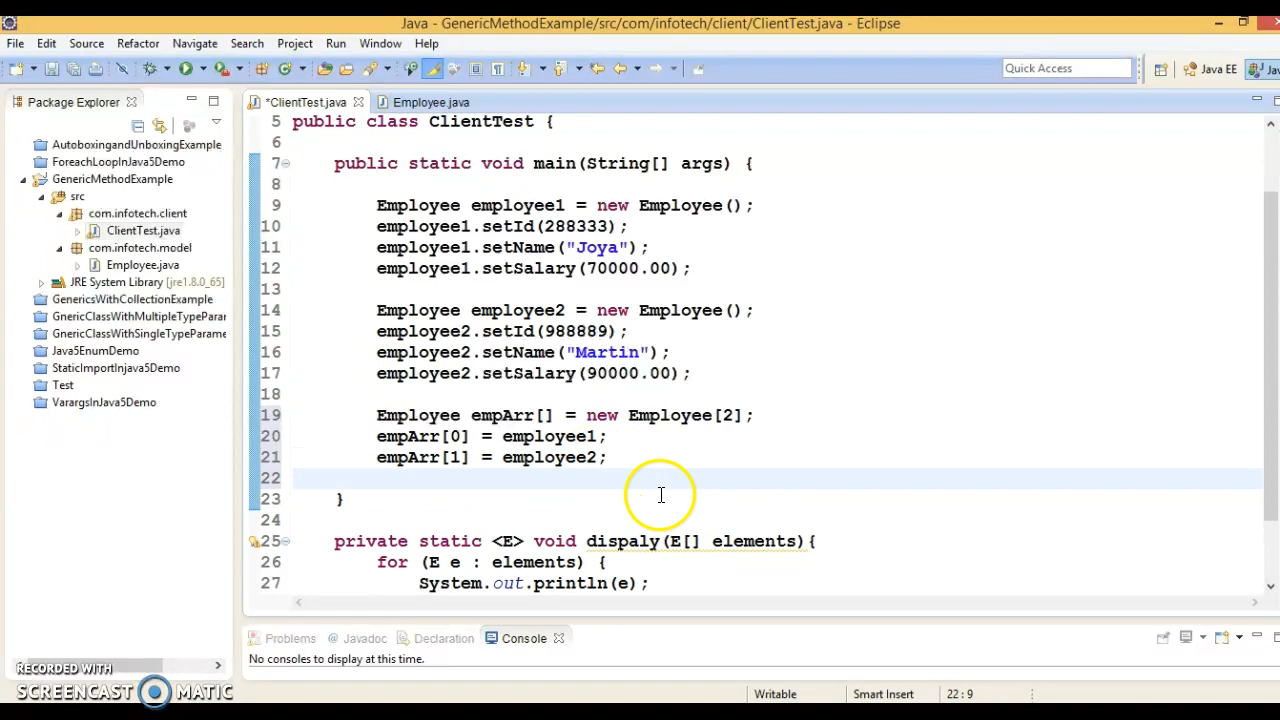 Java - GenericMethodExample/src/com/infotech/client/ClientTest.java - Eclipse
File Edit Source Refactor Navigate Search Project Run Window Help
Quick Access
Java EE
Package Explorer
*ClientTest.java
Employee.java
AutoboxingandUnboxingExample
ForeachLoopInJava5Demo
GenericMethodExample
src
com.infotech.client
ClientTest.java
com.infotech.model
Employee.java
JRE System Library [jre1.8.0_65]
GenericsWithCollectionExample
GnericClassWithMultipleTypeParar
GnericClassWithSingleTypeParame
Java5EnumDemo
StaticImportInjava5Demo
Test
VarargsInJava5Demo
5 public class ClientTest {
6
7 public static void main(String[] args) {
8
9 Employee employee1 = new Employee();
10 employee1.setId(288333);
11 employee1.setName("Joya");
12 employee1.setSalary(70000.00);
13
14 Employee employee2 = new Employee();
15 employee2.setId(988889);
16 employee2.setName("Martin");
17 employee2.setSalary(90000.00);
18
19 Employee empArr[] = new Employee[2];
20 empArr[0] = employee1;
21 empArr[1] = employee2;
22
23 }
24
25 private static <E> void dispaly(E[] elements){
26 for (E e : elements) {
27 System.out.println(e);
Problems @ Javadoc Declaration Console
No consoles to display at this time.
Writable Smart Insert 22 : 9
RECORDED WITH
SCREENCAST MATIC